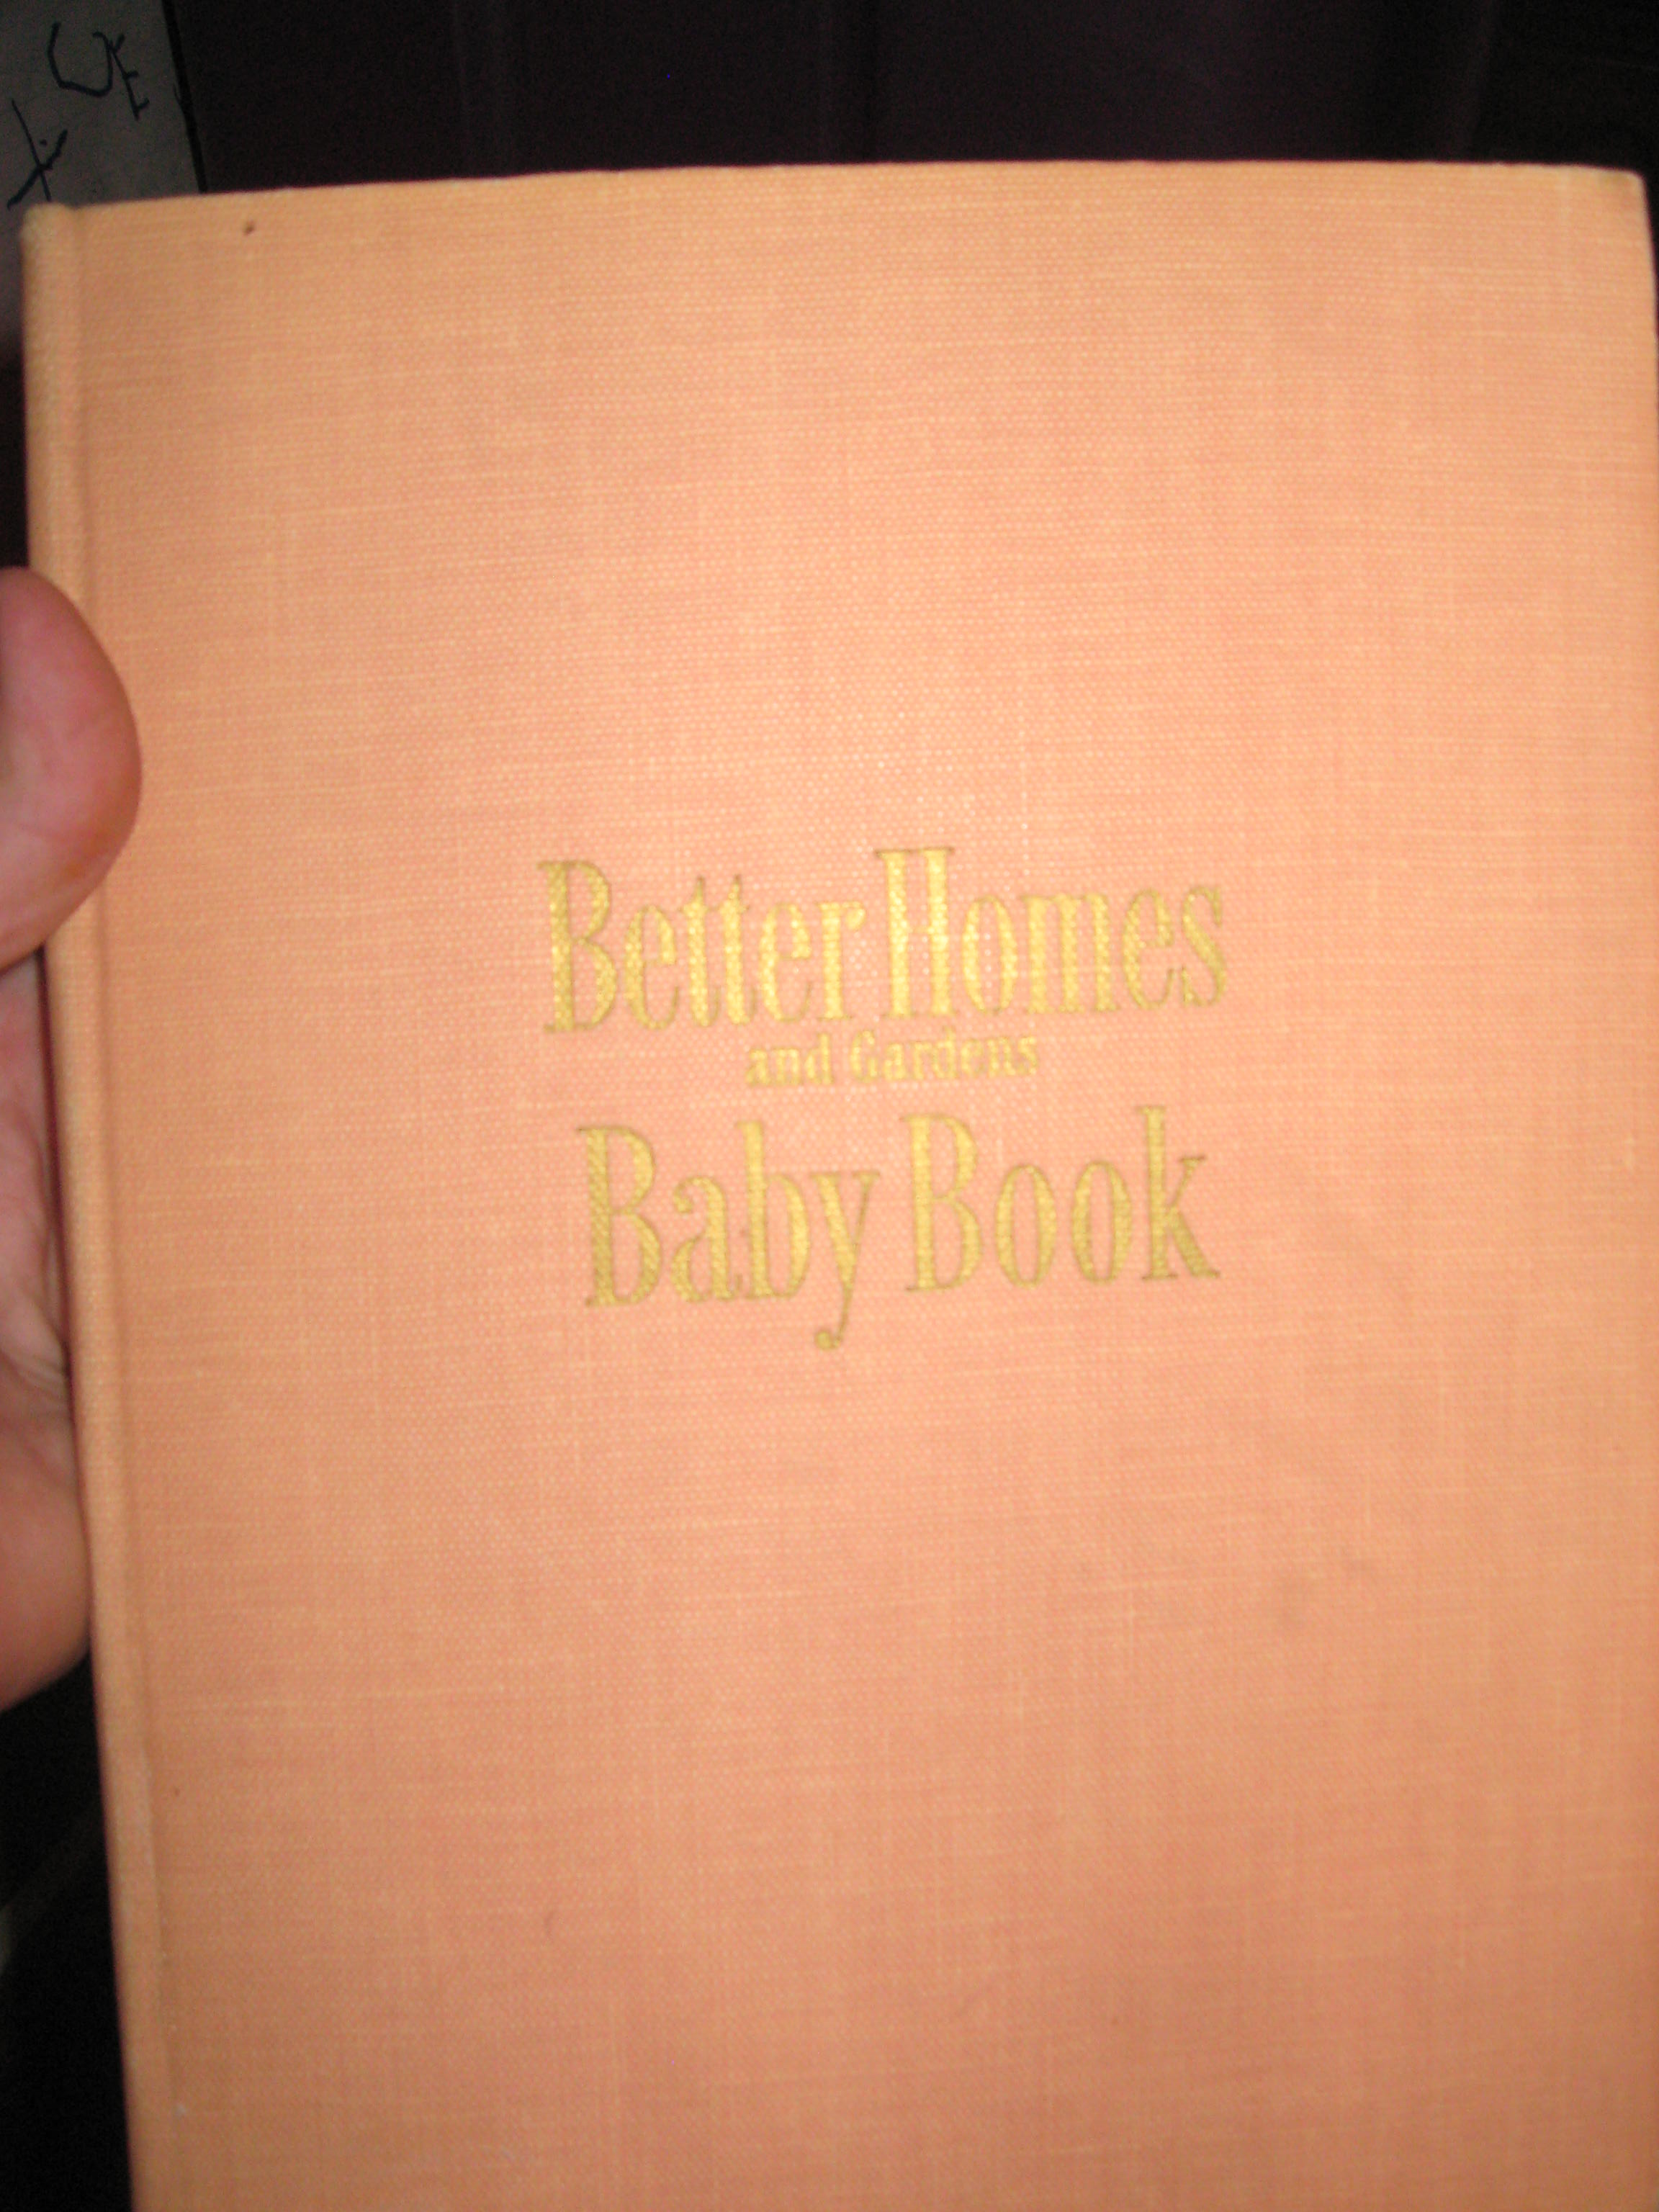 Better Homes
and Gardens
Baby Book